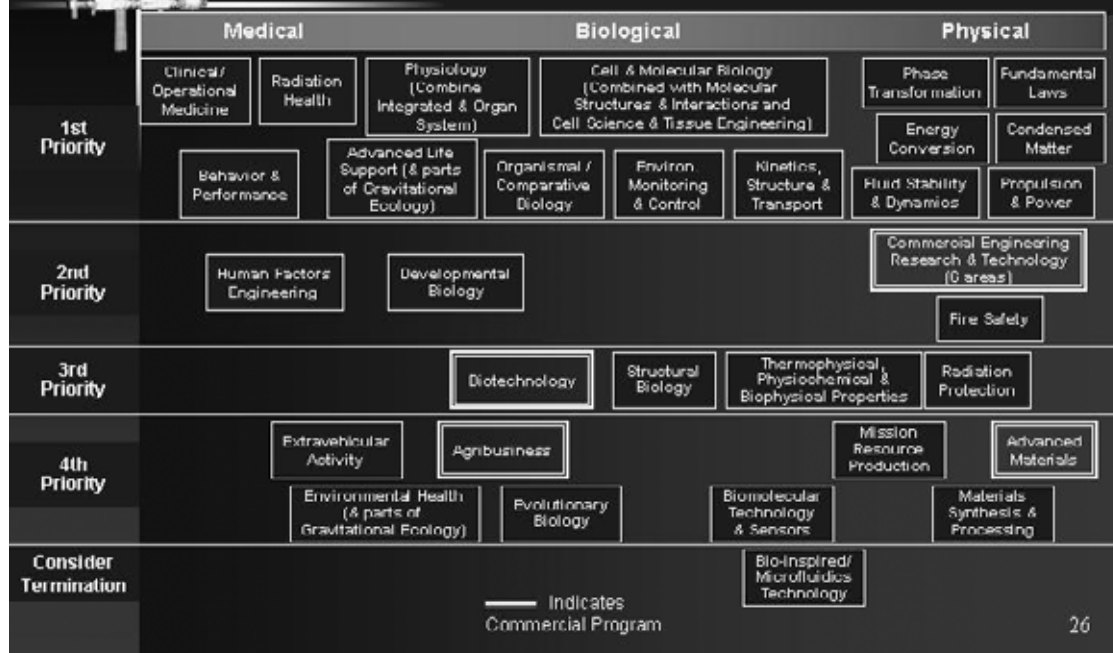 Medical
Biological
Physical
1st
Priority
Clinical/
Operational
Medicine
Radiation
Health
Physiology
(Combine
Integrated & Organ
System)
Cell & Molecular Biology
(Combined with Molecular
Structures & Interactions and
Cell Science & Tissue Engineering)
Phase
Transformation
Fundamental
Laws
Energy
Conversion
Condensed
Matter
Behavior &
Performance
Advanced Life
Support (& parts
of Gravitational
Ecology)
Organismal /
Comparative
Biology
Environ.
Monitoring
& Control
Kinetics,
Structure &
Transport
Fluid Stability
& Dynamics
Propulsion
& Power
2nd
Priority
Human Factors
Engineering
Developmental
Biology
Commercial Engineering
Research & Technology
areas)
Fire Safety
3rd
Priority
Biotechnology
Structural
Biology
Thermophysical,
Physiochemical &
Biophysical Properties
Radiation
Protection
4th
Priority
Extravehicular
Activity
Agribusiness
Mission
Resource
Production
Advanced
Materials
Environmental Health
(& parts of
Gravitational Ecology)
Evolutionary
Biology
Biomolecular
Technology
& Sensors
Materials
Synthesis &
Processing
Consider
Termination
Bio-inspired/
Microfluidics
Technology
Indicates
Commercial Program
26